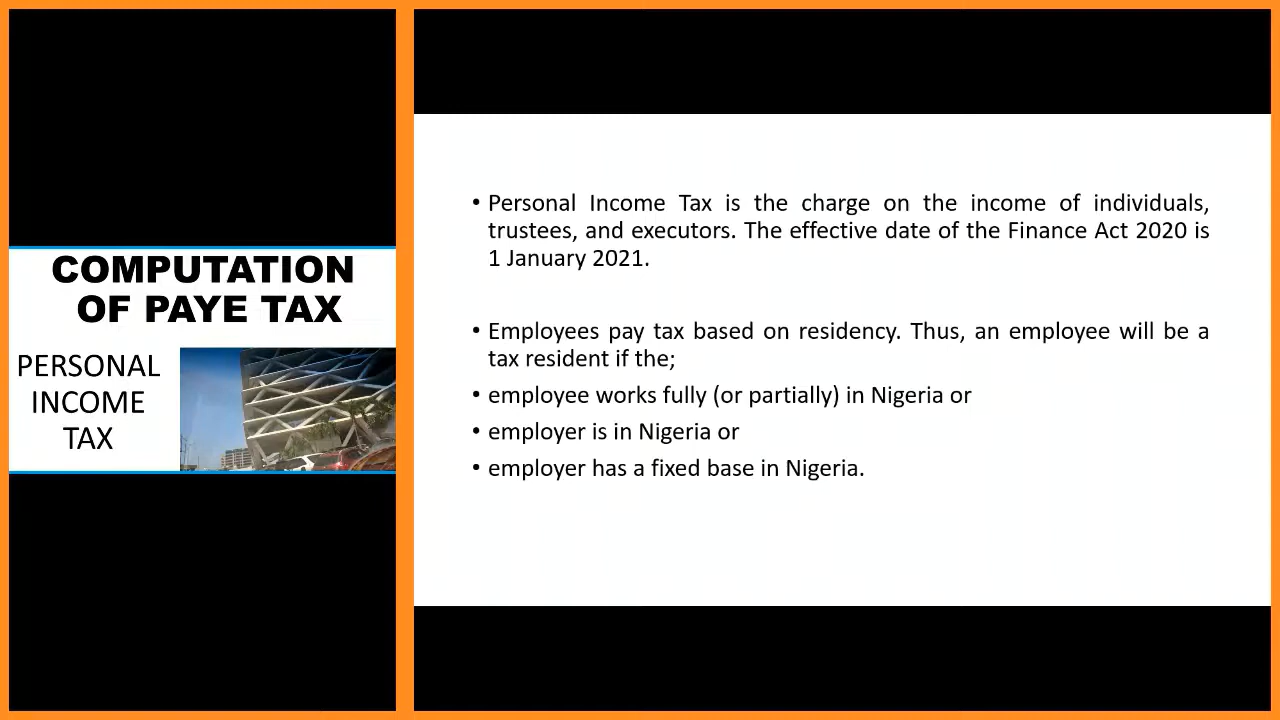 COMPUTATION
OF PAYE TAX
PERSONAL
INCOME
TAX
• Personal Income Tax is the charge on the income of individuals,
trustees, and executors. The effective date of the Finance Act 2020 is
1 January 2021.
• Employees pay tax based on residency. Thus, an employee will be a
tax resident if the;
• employee works fully (or partially) in Nigeria or
• employer is in Nigeria or
• employer has a fixed base in Nigeria.